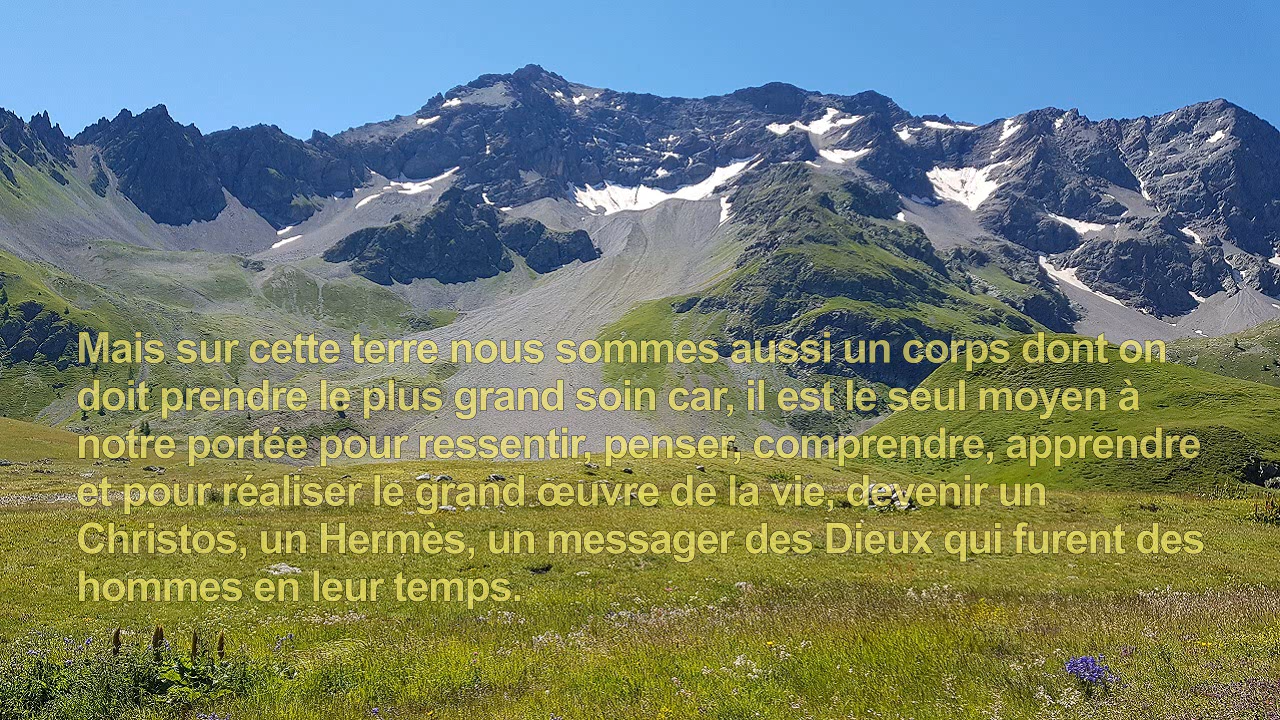 Mais sur cette terre nous sommes aussi un corps dont on
doit prendre le plus grand soin car, il est le seul moyen à
notre portée pour ressentir, penser, comprendre, apprendre
et pour réaliser le grand œuvre de la vie, devenir un
Christos, un Hermès, un messager des Dieux qui furent des
hommes en leur temps.